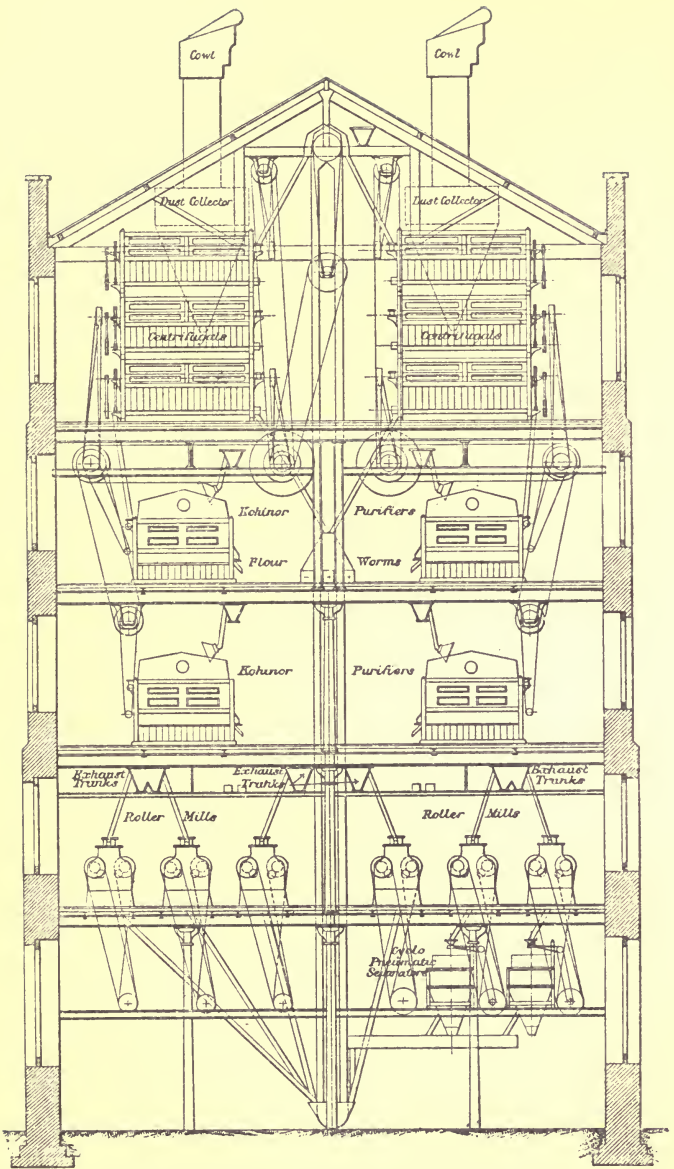 Cowl
Cowl
Dust Collector
Dust Collector
Centrifugals
Centrifugals
Kohinor Purifiers
Flour Worms
Kohinor Purifiers
Exhaust
Trunks
Exhaust
Trunks
Exhaust
Trunks
Roller Mills
Roller Mills
Cyclo
Pneumatic
Separators